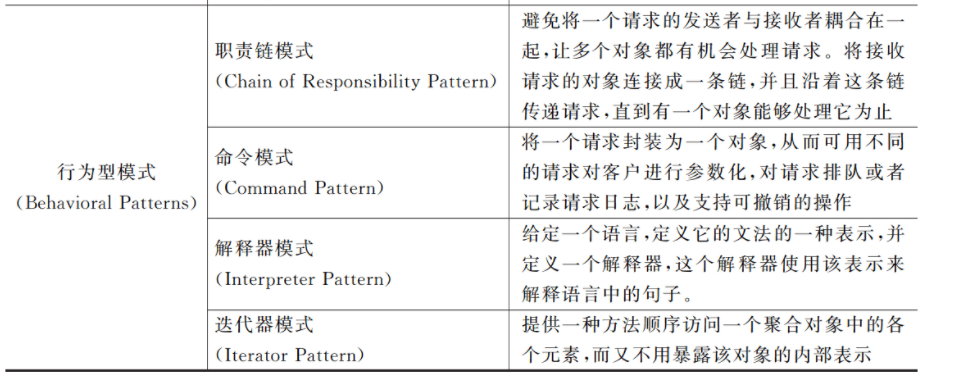 行为型模式
(Behavioral Patterns)
职责链模式
(Chain of Responsibility Pattern)
避免将一个请求的发送者与接收者耦合在一
起,让多个对象都有机会处理请求。将接收
请求的对象连接成一条链,并且沿着这条链
传递请求,直到有一个对象能够处理它为止
命令模式
(Command Pattern)
将一个请求封装为一个对象,从而可用不同
的请求对客户进行参数化,对请求排队或者
记录请求日志,以及支持可撤销的操作
解释器模式
(Interpreter Pattern)
给定一个语言,定义它的文法的一种表示,并
定义一个解释器,这个解释器使用该表示来
解释语言中的句子。
迭代器模式
(Iterator Pattern)
提供一种方法顺序访问一个聚合对象中的各
个元素,而又不用暴露该对象的内部表示